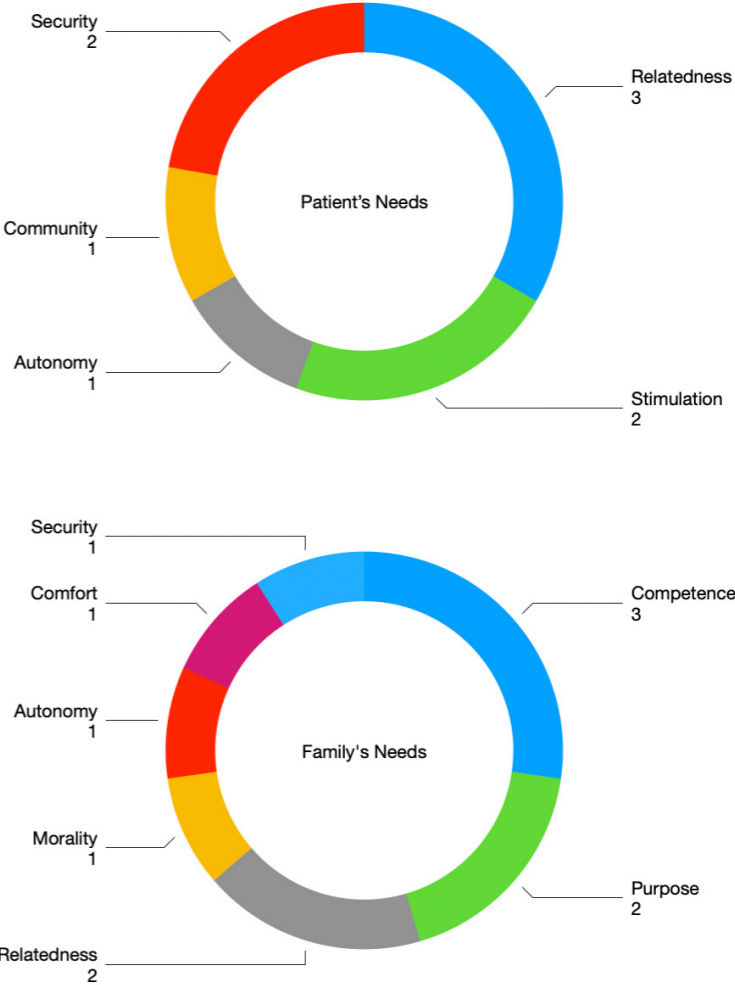 Security
2
Relatedness
3
Patient’s Needs
Community
1
Autonomy
1
Stimulation
2
Security
1
Comfort
1
Competence
3
Autonomy
1
Family's Needs
Morality
1
Purpose
2
Relatedness
2